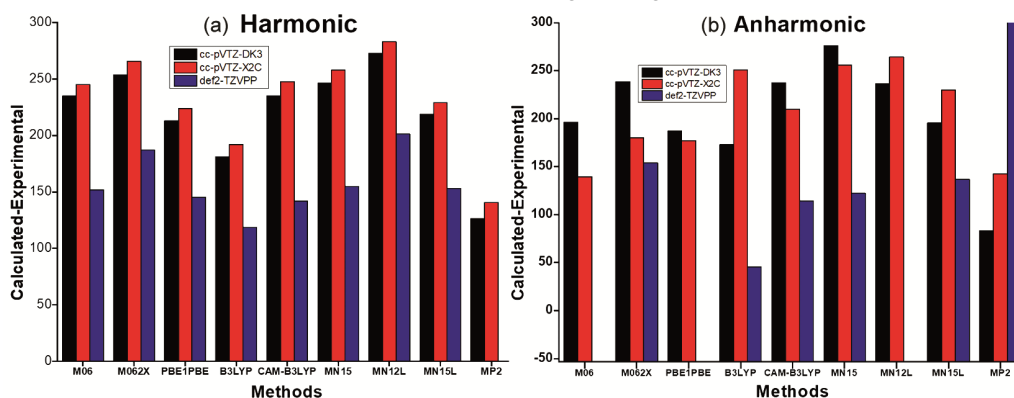 (a) Harmonic
300
250
200
150
100
50
0
Calculated-Experimental
cc-pVTZ-DK3
cc-pVTZ-X2C
def2-TZVPP
M06 M062X PBE1PBE B3LYP CAM-B3LYP MN15 MN12L MN15L MP2
Methods
(b) Anharmonic
300
250
200
150
100
50
0
-50
Calculated-Experimental
cc-pVTZ-DK3
cc-pVTZ-X2C
def2-TZVPP
M06 M062X PBE1PBE B3LYP CAM-B3LYP MN15 MN12L MN15L MP2
Methods